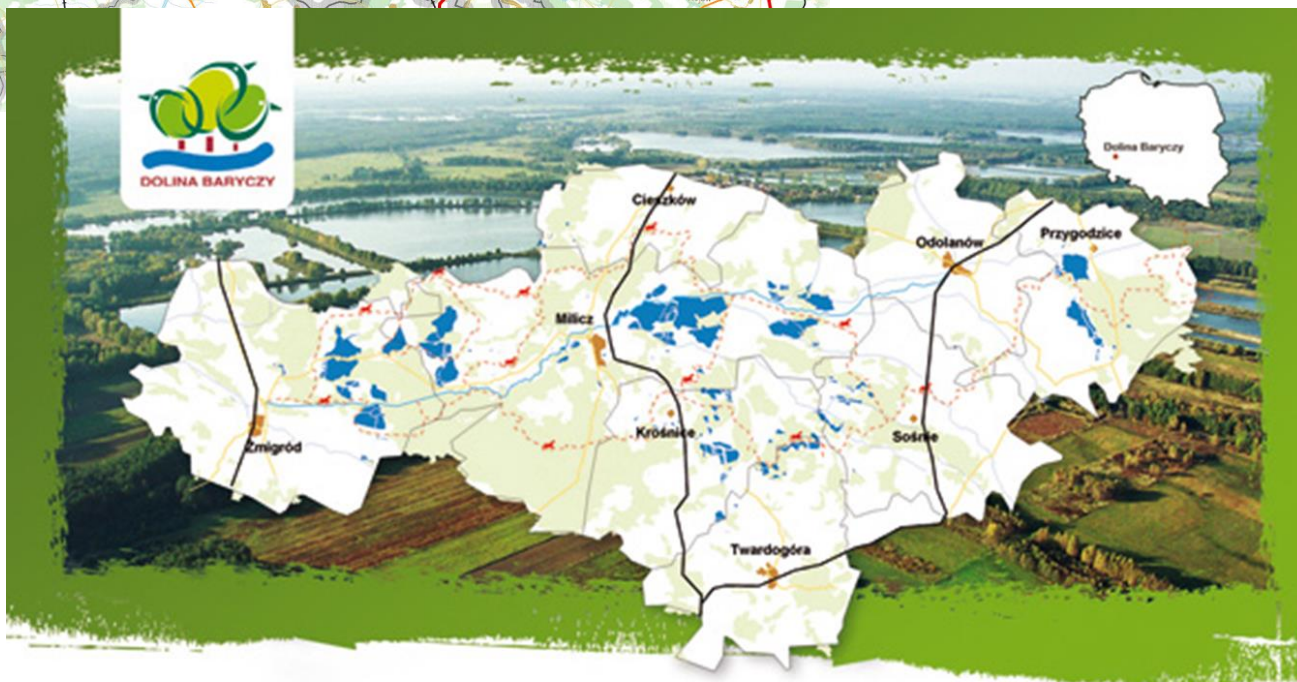 DOLINA BARYCZY
Dolina Baryczy
Cieszków
Odolanów
Przygodzice
Milicz
Żmigród
Krośnice
Sośnie
Twardogóra